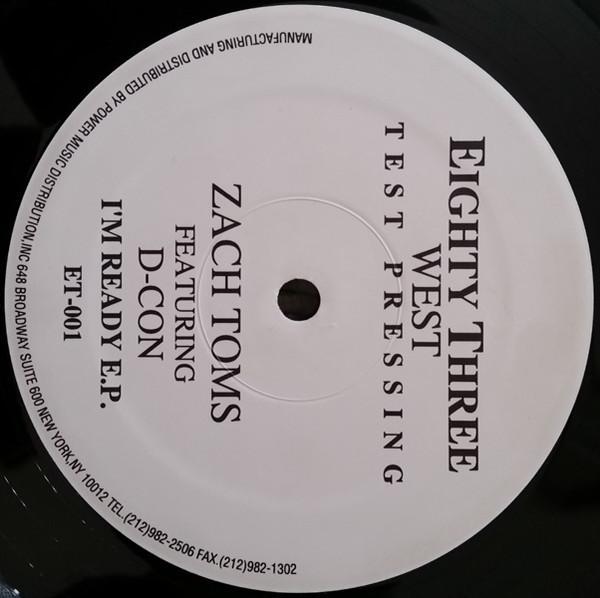 EIGHTY THREE
WEST
TEST PRESSING
ZACH TOMS
FEATURING
D-CON
I'M READY E.P.
ET-001
MANUFACTURING AND DISTRIBUTED BY POWER MUSIC DISTRIBUTION,INC 648 BROADWAY SUITE 600 NEW YORK,NY 10012 TEL.(212)982-2506 FAX.(212)982-1302